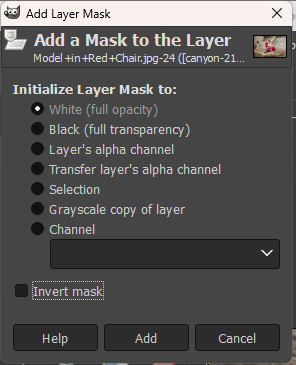 Add Layer Mask
Add a Mask to the Layer
Model+in+Red+Chair.jpg-24 ([canyon-21...
Initialize Layer Mask to:
White (full opacity)
Black (full transparency)
Layer's alpha channel
Transfer layer's alpha channel
Selection
Grayscale copy of layer
Channel
Invert mask
Help
Add
Cancel